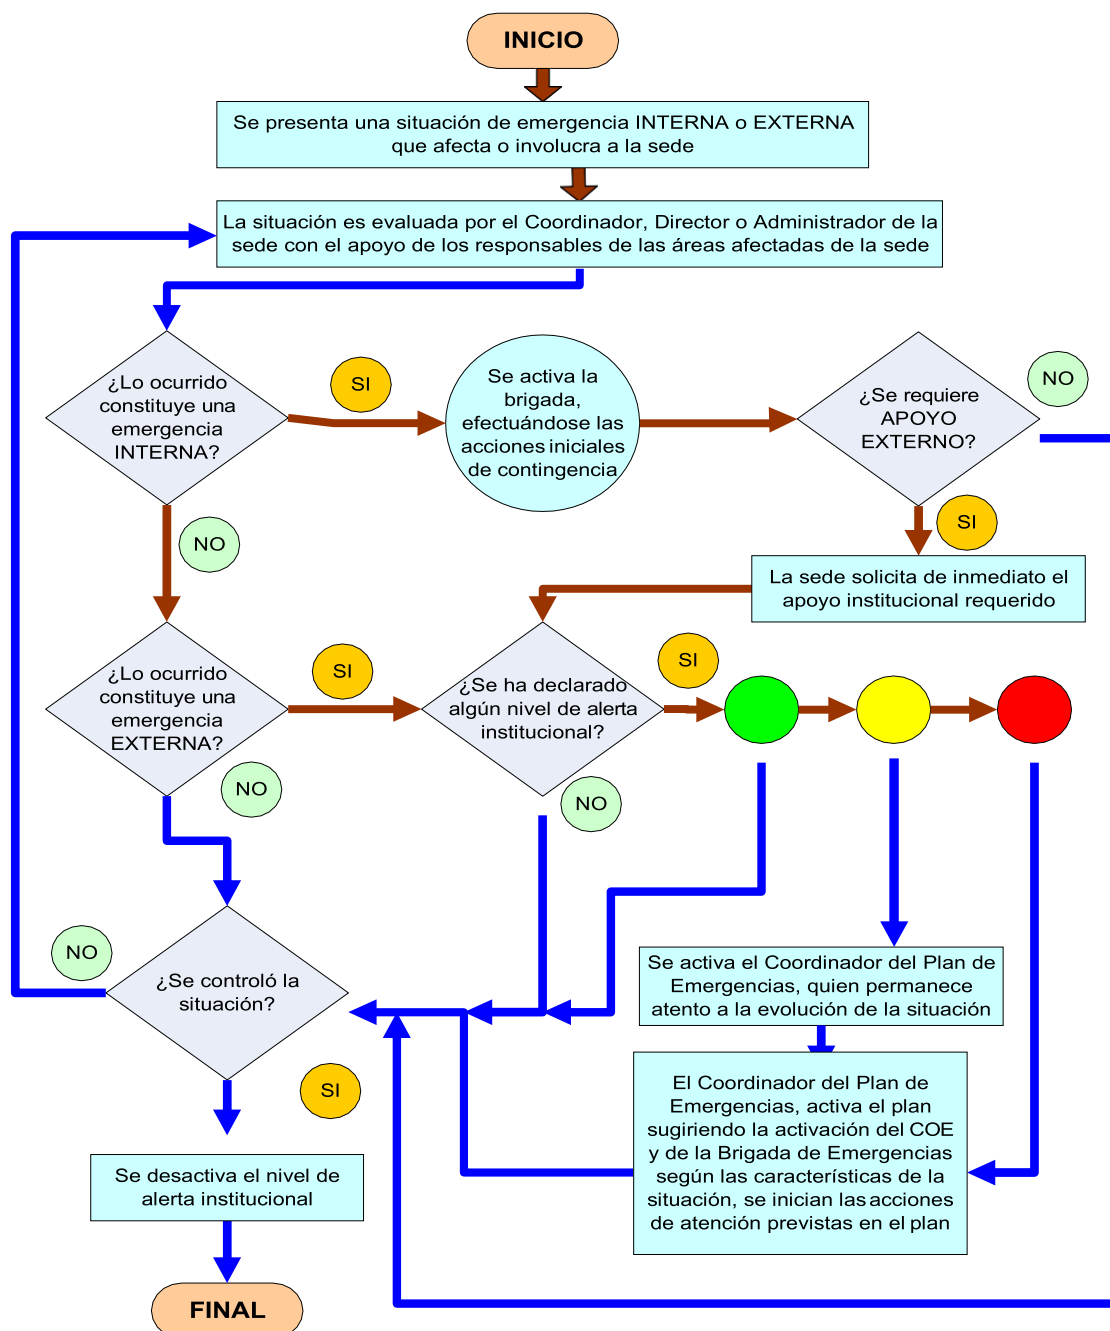 INICIO
Se presenta una situación de emergencia INTERNA o EXTERNA
que afecta o involucra a la sede
La situación es evaluada por el Coordinador, Director o Administrador de la
sede con el apoyo de los responsables de las áreas afectadas de la sede
¿Lo ocurrido
constituye una
emergencia
INTERNA?
SI
Se activa la
brigada,
efectuándose las
acciones iniciales
de contingencia
¿Se requiere
APOYO
EXTERNO?
NO
SI
NO
La sede solicita de inmediato el
apoyo institucional requerido
¿Lo ocurrido
constituye una
emergencia
EXTERNA?
SI
¿Se ha declarado
algún nivel de alerta
institucional?
SI
NO
NO
NO
¿Se controló la
situación?
Se activa el Coordinador del Plan de
Emergencias, quien permanece
atento a la evolución de la situación
SI
El Coordinador del Plan de
Emergencias, activa el plan
sugiriendo la activación del COE
y de la Brigada de Emergencias
según las características de la
situación, se inician las acciones
de atención previstas en el plan
Se desactiva el nivel de
alerta institucional
FINAL